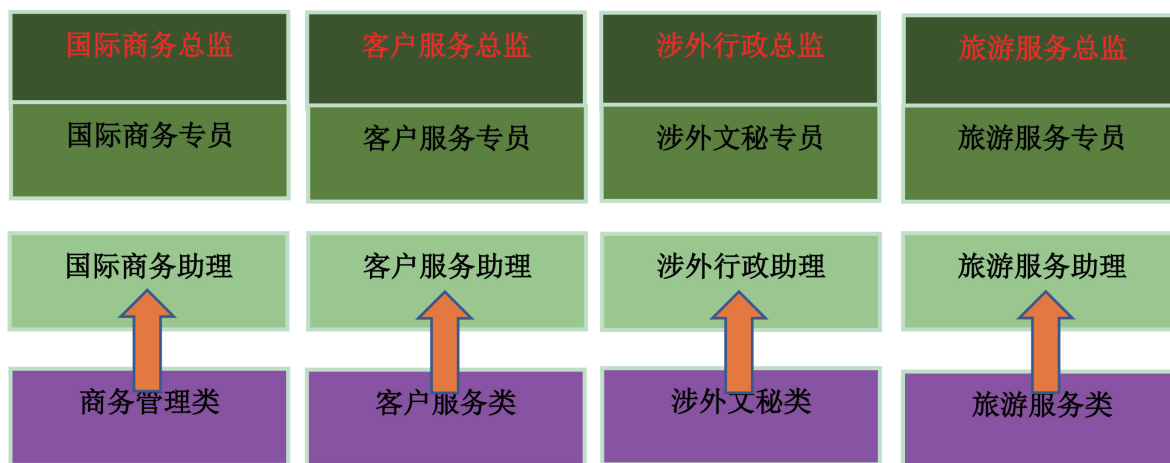 国际商务总监
客户服务总监
涉外行政总监
旅游服务总监
国际商务专员
客户服务专员
涉外文秘专员
旅游服务专员
国际商务助理
客户服务助理
涉外行政助理
旅游服务助理
商务管理类
客户服务类
涉外文秘类
旅游服务类